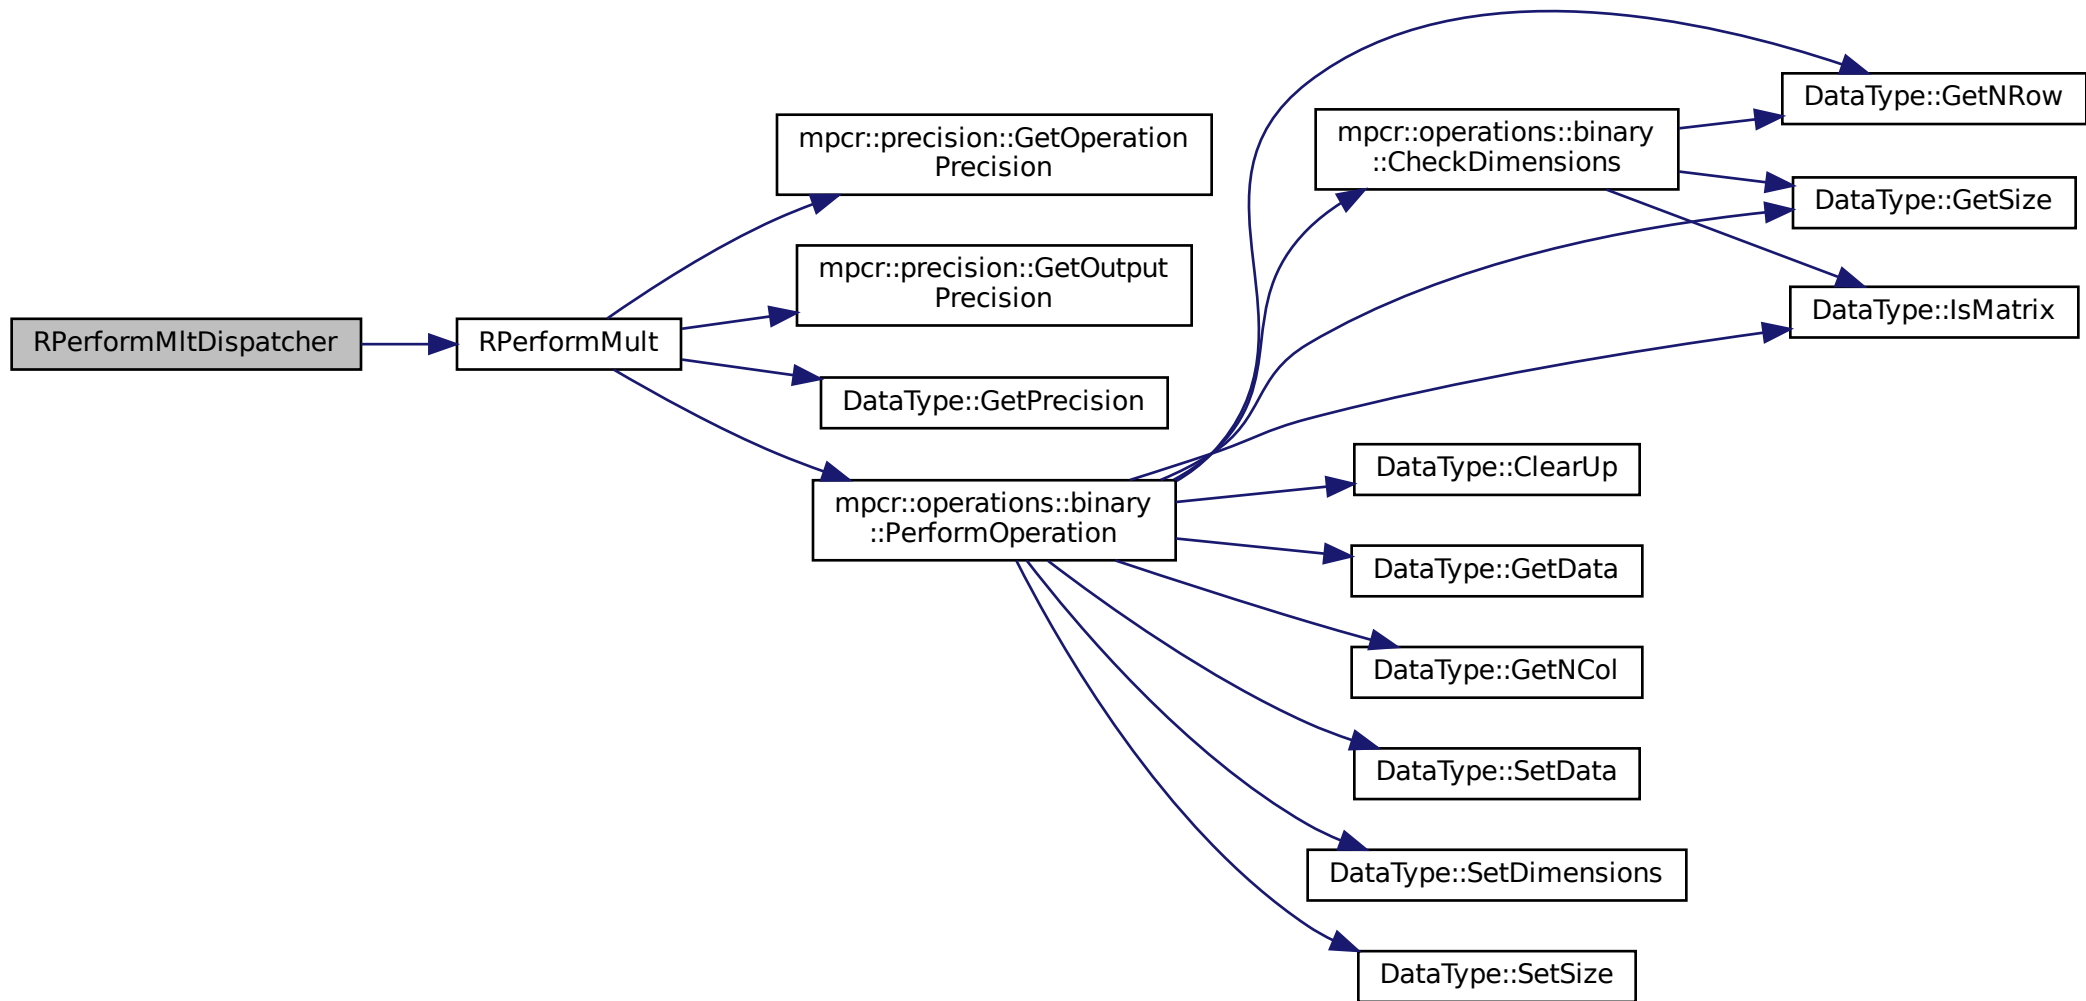 RPerformMltDispatcher
RPerformMult
mpcr::precision::GetOperation
Precision
mpcr::precision::GetOutput
Precision
DataType::GetPrecision
mpcr::operations::binary
::PerformOperation
mpcr::operations::binary
::CheckDimensions
DataType::ClearUp
DataType::GetData
DataType::GetNCol
DataType::SetData
DataType::SetDimensions
DataType::SetSize
DataType::GetNRow
DataType::GetSize
DataType::IsMatrix